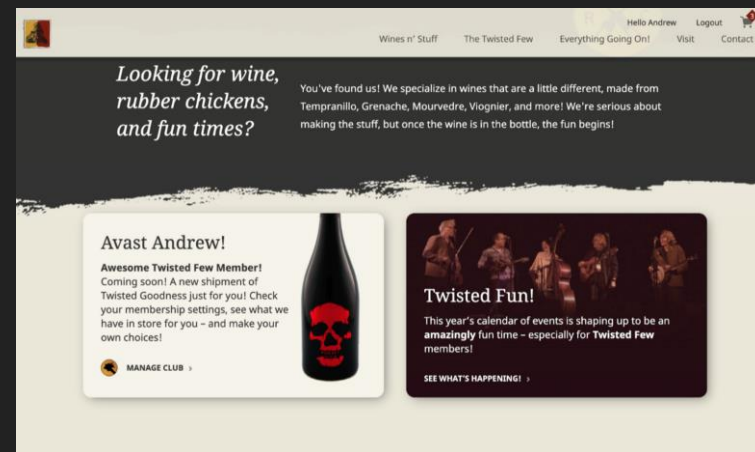 Hello Andrew Logout
Wines n' Stuff The Twisted Few Everything Going On! Visit Contact
Looking for wine,
rubber chickens,
and fun times?
You've found us! We specialize in wines that are a little different, made from
Tempranillo, Grenache, Mourvedre, Viognier, and more! We're serious about
making the stuff, but once the wine is in the bottle, the fun begins!
Avast Andrew!
Awesome Twisted Few Member!
Coming soon! A new shipment of
Twisted Goodness just for you! Check
your membership settings, see what we
have in store for you – and make your
own choices!
MANAGE CLUB ›
Twisted Fun!
This year's calendar of events is shaping up to be an
amazingly fun time – especially for Twisted Few
members!
SEE WHAT'S HAPPENING! ›